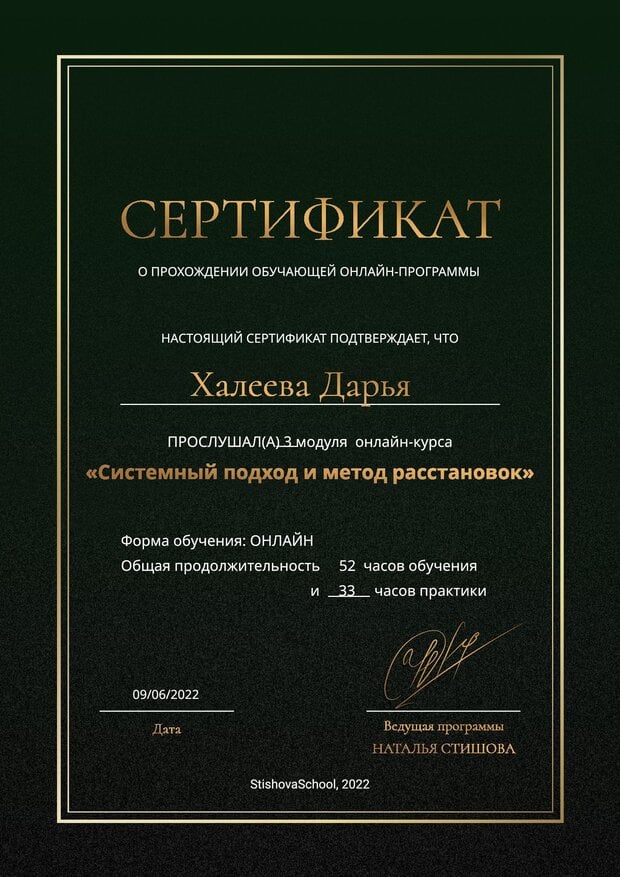 СЕРТИФИКАТ
О ПРОХОЖДЕНИИ ОБУЧАЮЩЕЙ ОНЛАЙН-ПРОГРАММЫ
НАСТОЯЩИЙ СЕРТИФИКАТ ПОДТВЕРЖДАЕТ, ЧТО
Халеева Дарья
ПРОСЛУШАЛ(А) 3 модуля онлайн-курса
«Системный подход и метод расстановок»
Форма обучения: ОНЛАЙН
Общая продолжительность 52 часов обучения
и 33 часов практики
09/06/2022
Дата
Ведущая программы
НАТАЛЬЯ СТИШОВА
StishovaSchool, 2022